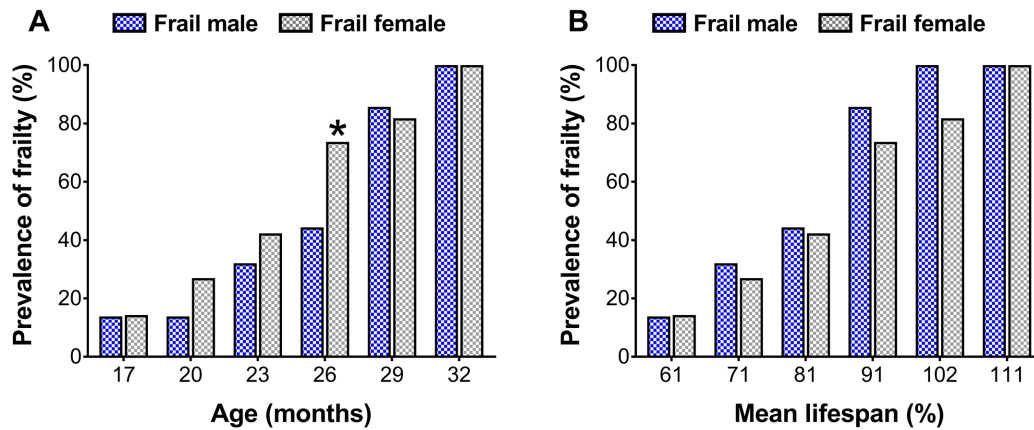 A
Frail male
Frail female
Prevalence of frailty (%)
100
80
60
40
20
0
*
17 20 23 26 29 32
Age (months)
B
Frail male
Frail female
Prevalence of frailty (%)
100
80
60
40
20
0
61 71 81 91 102 111
Mean lifespan (%)